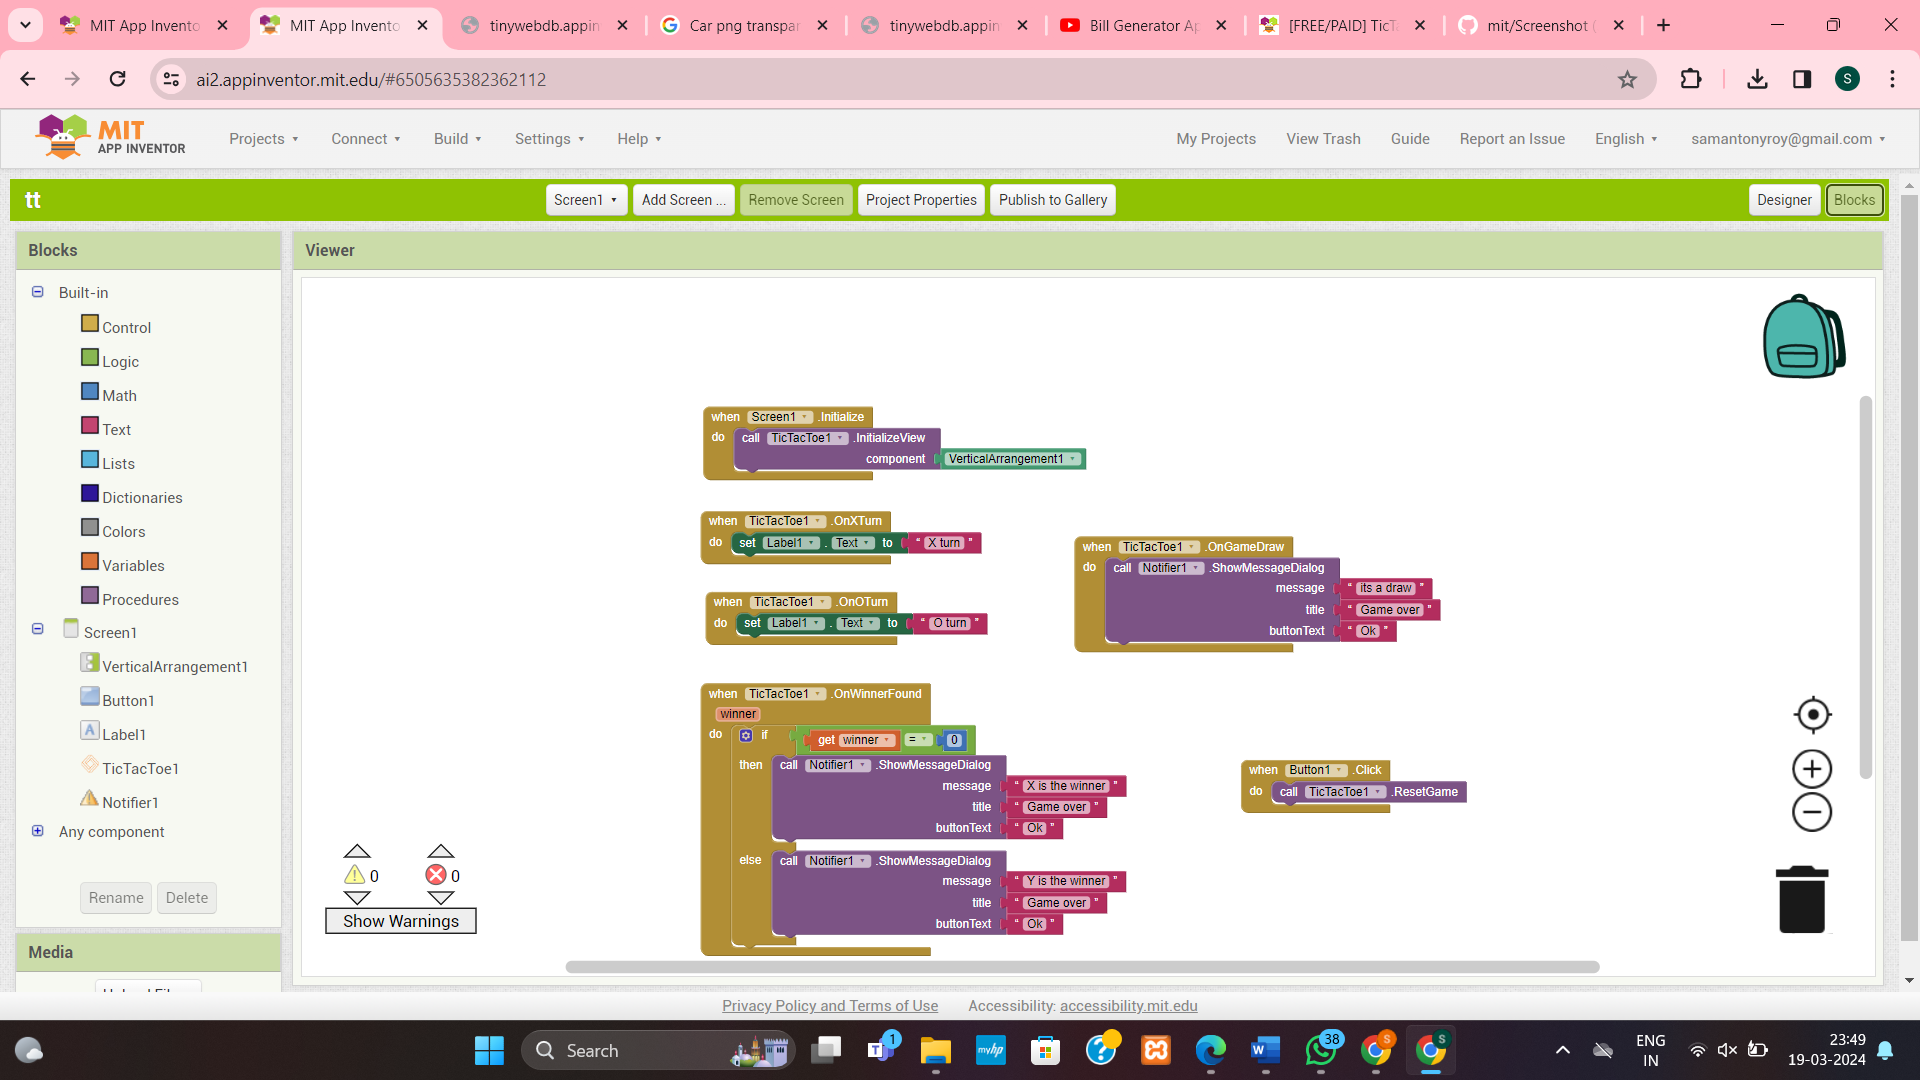 MIT App Invento
MIT App Invento
tinywebdb.appin
Car png transpar
tinywebdb.appin
Bill Generator Ap
[FREE/PAID] TicTa
mit/Screenshot (
ai2.appinventor.mit.edu/#6505635382362112
S
MIT
APP INVENTOR
Projects
Connect
Build
Settings
Help
My Projects
View Trash
Guide
Report an Issue
English
samantonyroy@gmail.com
tt
Screen1
Add Screen ...
Remove Screen
Project Properties
Publish to Gallery
Designer
Blocks
Blocks
Viewer
Built-in
Control
Logic
Math
Text
Lists
Dictionaries
Colors
Variables
Procedures
Screen1
VerticalArrangement1
Button1
Label1
TicTacToe1
Notifier1
Any component
Rename
Delete
Media
when Screen1 .Initialize
do call TicTacToe1 .InitializeView
component VerticalArrangement1
when TicTacToe1 .OnXTurn
do set Label1 . Text to “ X turn ”
when TicTacToe1 .OnOTurn
do set Label1 . Text to “ O turn ”
when TicTacToe1 .OnGameDraw
do call Notifier1 .ShowMessageDialog
message “ its a draw ”
title “ Game over ”
buttonText “ Ok ”
when TicTacToe1 .OnWinnerFound
winner
do if get winner = 0
then call Notifier1 .ShowMessageDialog
message “ X is the winner ”
title “ Game over ”
buttonText “ Ok ”
else call Notifier1 .ShowMessageDialog
message “ Y is the winner ”
title “ Game over ”
buttonText “ Ok ”
when Button1 .Click
do call TicTacToe1 .ResetGame
0
0
Show Warnings
Privacy Policy and Terms of Use
Accessibility: accessibility.mit.edu
Search
1
myhp
38
S
S
ENG
IN
23:49
19-03-2024